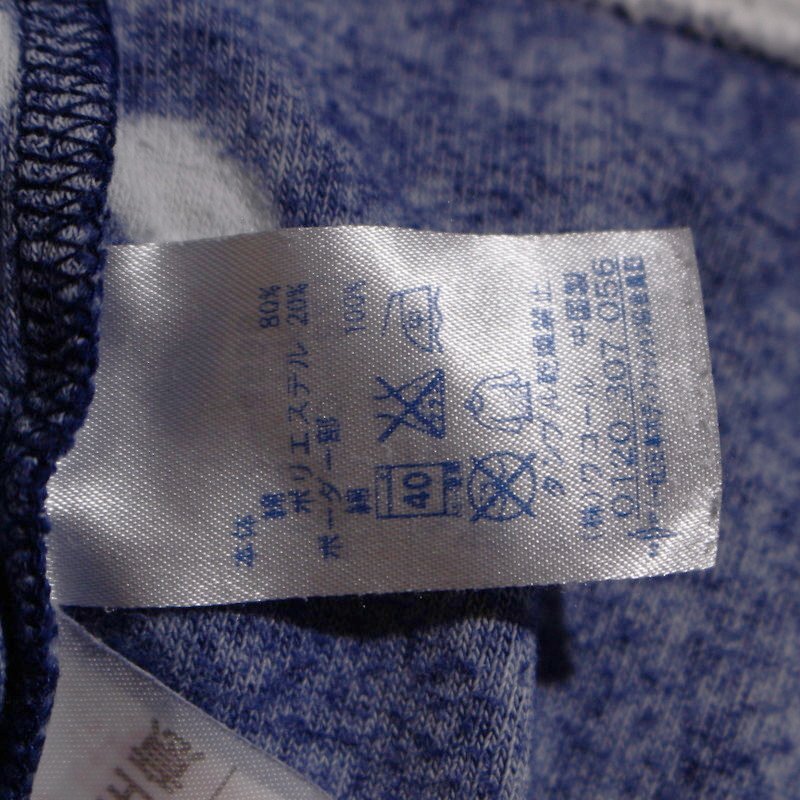 本体
綿 80%
ポリエステル 20%
ボーダー部
綿 100%
40
タンブル乾燥禁止
(株)ワコール 中国製
0120 307 056